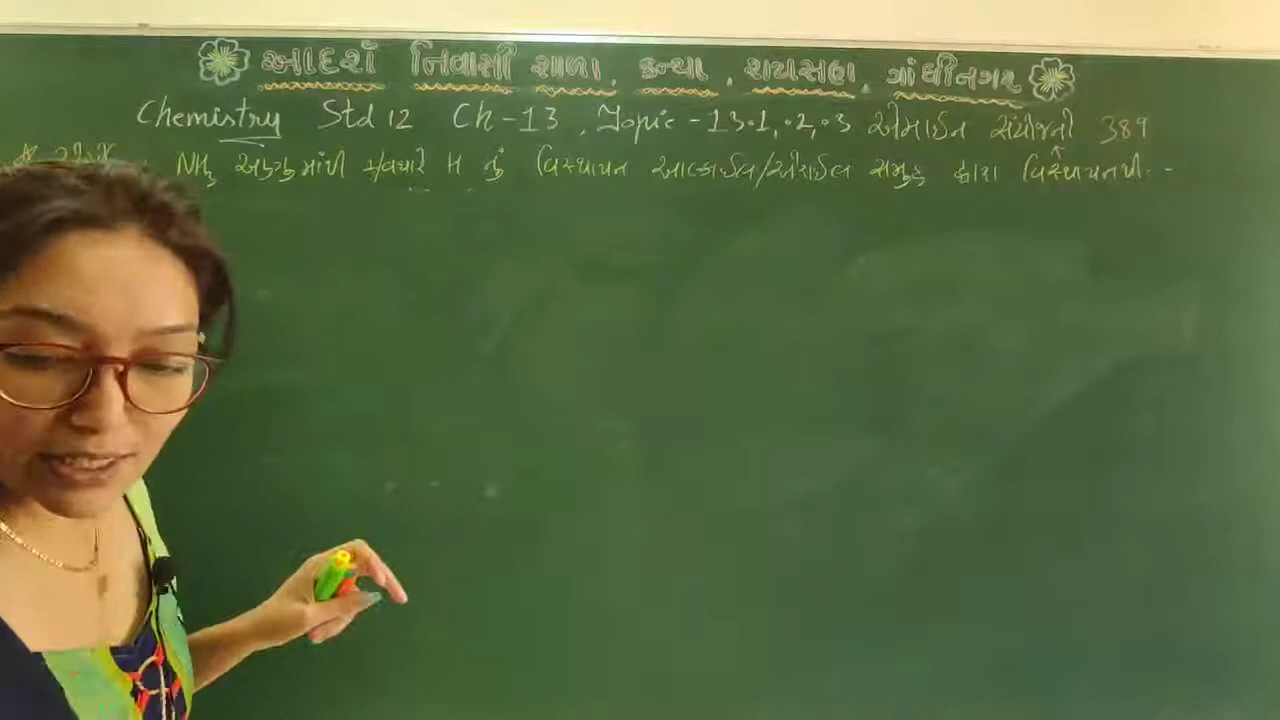 આદર્શ નિવાસી શાળા, કન્યા, રાયસણ, ગાંધીનગર
Chemistry Std 12 Ch-13, Topic - 13.1, .2, .3 એમાઈન સંયોજનો 389
NH₃ અણુમાંથી 1/વધારે H નું વિસ્થાપન આલ્કાઈલ/એરાઈલ સમૂહ દ્વારા વિસ્થાપનથી --